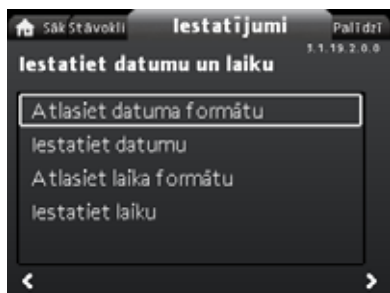 Sāk Stāvokli Iestatījumi Palīdzī
3.1.19.2.0.0
Iestatiet datumu un laiku
Atlasiet datuma formātu
Iestatiet datumu
Atlasiet laika formātu
Iestatiet laiku